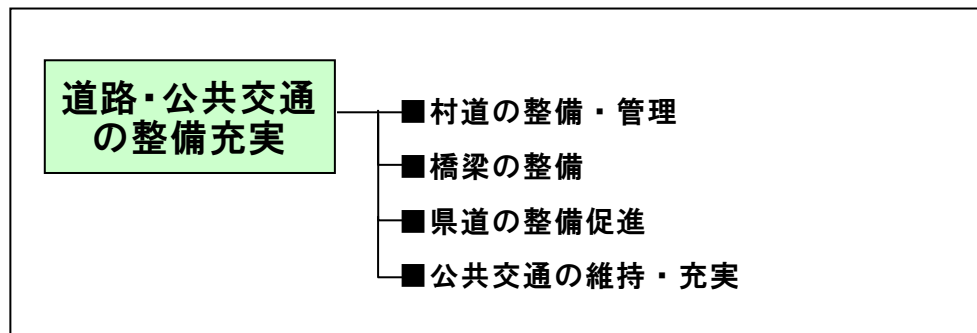 道路・公共交通
の整備充実
■村道の整備・管理
■橋梁の整備
■県道の整備促進
■公共交通の維持・充実